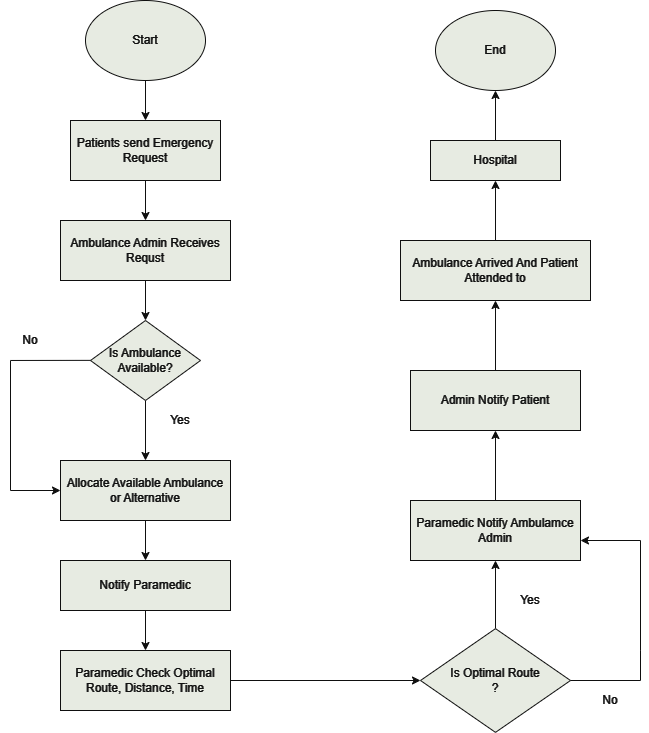 Start
Patients send Emergency
Request
Ambulance Admin Receives
Requst
Is Ambulance
Available?
No
Yes
Allocate Available Ambulance
or Alternative
Notify Paramedic
Paramedic Check Optimal
Route, Distance, Time
Is Optimal Route
?
No
Yes
Paramedic Notify Ambulamce
Admin
Admin Notify Patient
Ambulance Arrived And Patient
Attended to
Hospital
End